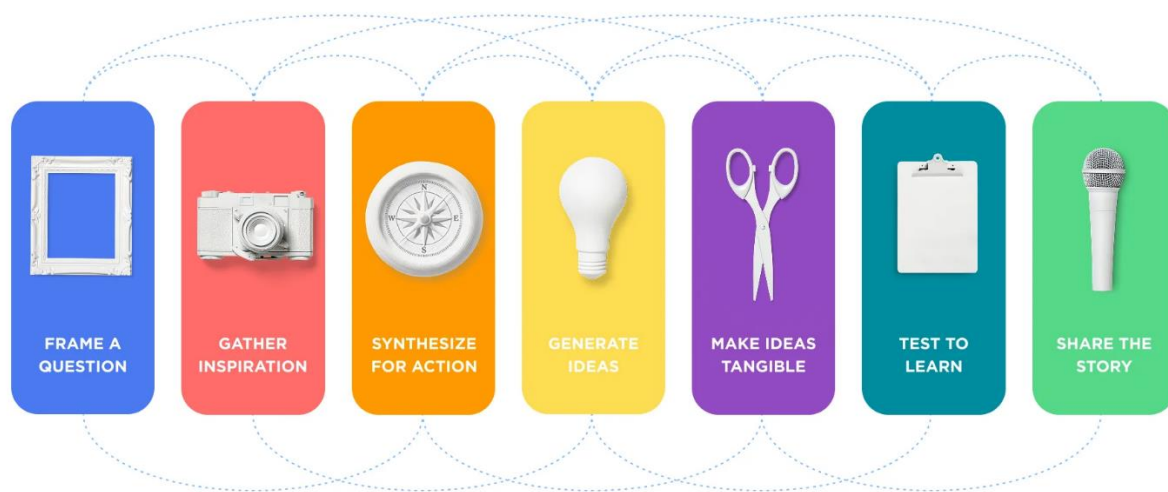 FRAME A
QUESTION
GATHER
INSPIRATION
N
W E
S
SYNTHESIZE
FOR ACTION
GENERATE
IDEAS
MAKE IDEAS
TANGIBLE
TEST TO
LEARN
SHARE THE
STORY